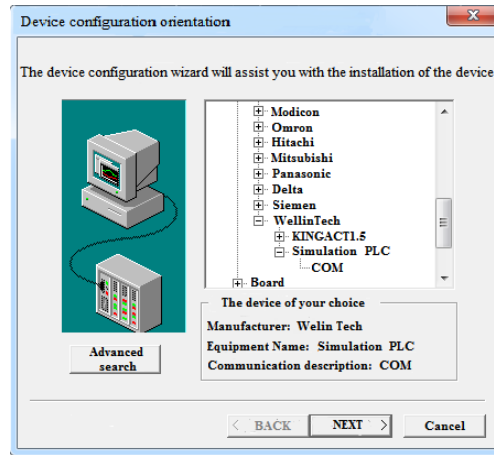 Device configuration orientation
The device configuration wizard will assist you with the installation of the device
Modicon
Omron
Hitachi
Mitsubishi
Panasonic
Delta
Siemen
WellinTech
KINGACT1.5
Simulation PLC
COM
Board
The device of your choice
Manufacturer: Welin Tech
Equipment Name: Simulation PLC
Communication description: COM
Advanced
search
< BACK
NEXT >
Cancel